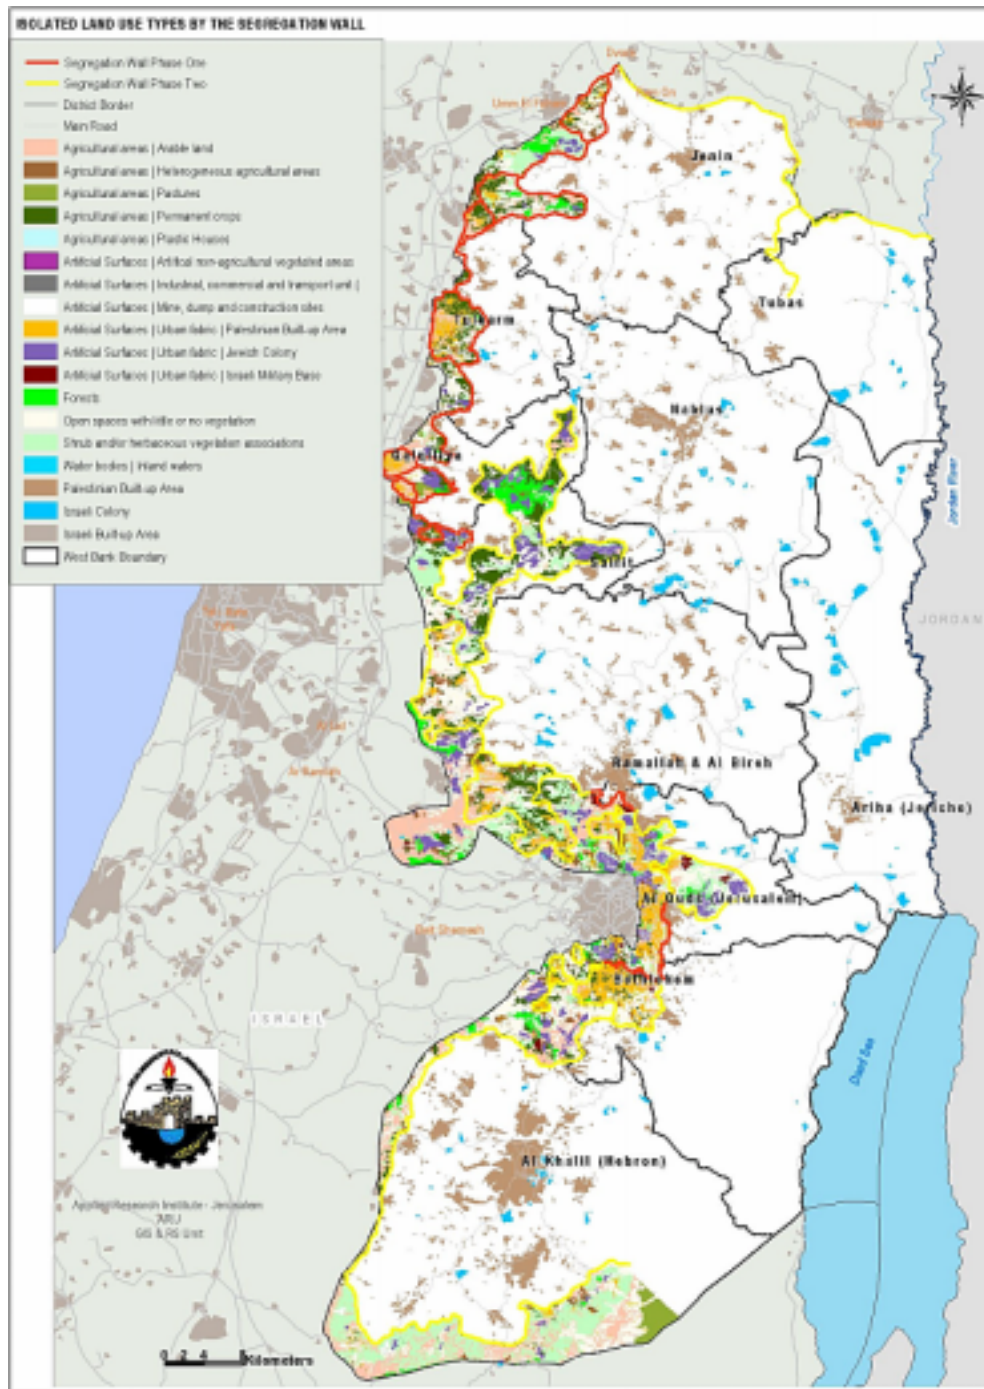 ISOLATED LAND USE TYPES BY THE SEGREGATION WALL
Segregation Wall Phase One
Segregation Wall Phase Two
District Border
Main Road
Agricultural areas | Arable land
Agricultural areas | Heterogeneous agricultural areas
Agricultural areas | Pastures
Agricultural areas | Permanent crops
Agricultural areas | Plastic Houses
Artificial Surfaces | Artifical non-agricultural vegetated areas
Artificial Surfaces | Industrial, commercial and transport unit |
Artificial Surfaces | Mine, dump and construction sites
Artificial Surfaces | Urban fabric | Palestinian Built-up Area
Artificial Surfaces | Urban fabric | Jewish Colony
Artificial Surfaces | Urban fabric | Israeli Military Base
Forests
Open spaces with little or no vegetation
Shrub and/or herbaceous vegetation associations
Water bodies | Inland waters
Palestinian Built-up Area
Israeli Colony
Israeli Built-up Area
West Bank Boundary
Jenin
Tubas
Tulkarm
Nablus
Qalqiliya
Jordan River
Salfit
JORDAN
Ramallah & Al Bireh
Ariha (Jericho)
Al Quds (Jerusalem)
Bet Shemesh
Bethlehem
ISRAEL
Dead Sea
Al Khalil (Hebron)
Applied Research Institute - Jerusalem
ARIJ
GIS & RS Unit
0 2 4 8
Kilometers